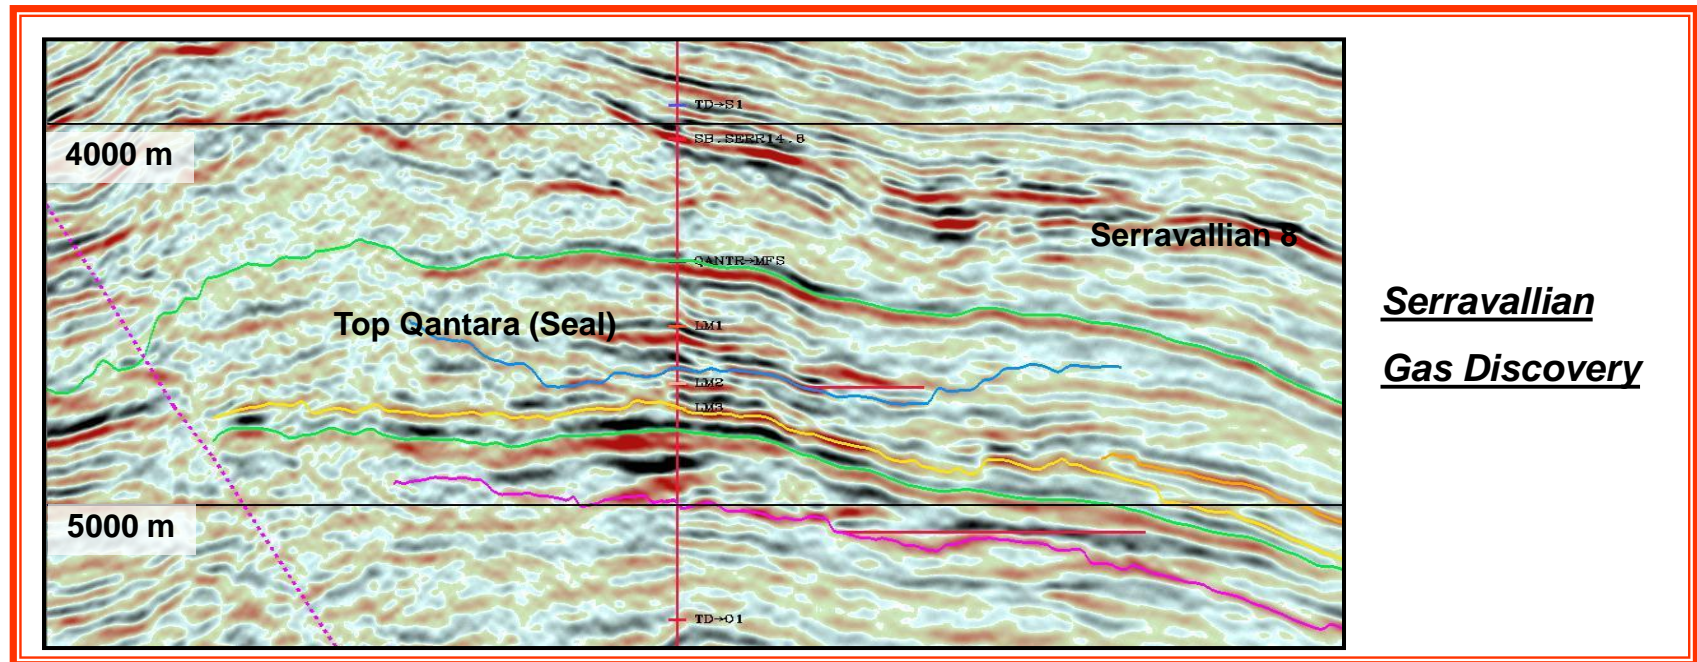 TD→S1
SB.SERR14.8
4000 m
Serravallian 8
QANTR→MFS
Serravallian
Top Qantara (Seal)
LM1
Gas Discovery
LM2
LM3
5000 m
TD→O1